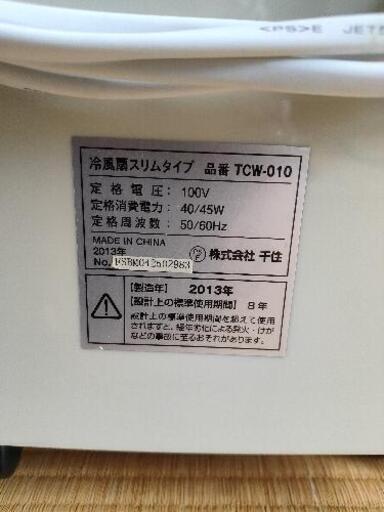 <PS>E JET
冷風扇スリムタイプ 品番 TCW-010
定格電圧：100V
定格消費電力：40/45W
定格周波数：50/60Hz
MADE IN CHINA
2013年
No.
株式会社 千住
【製造年】 2013年
【設計上の標準使用期間】 8年
設計上の標準使用期間を超えて使用
されますと、経年劣化による発火・けが
などの事故に至るおそれがあります。